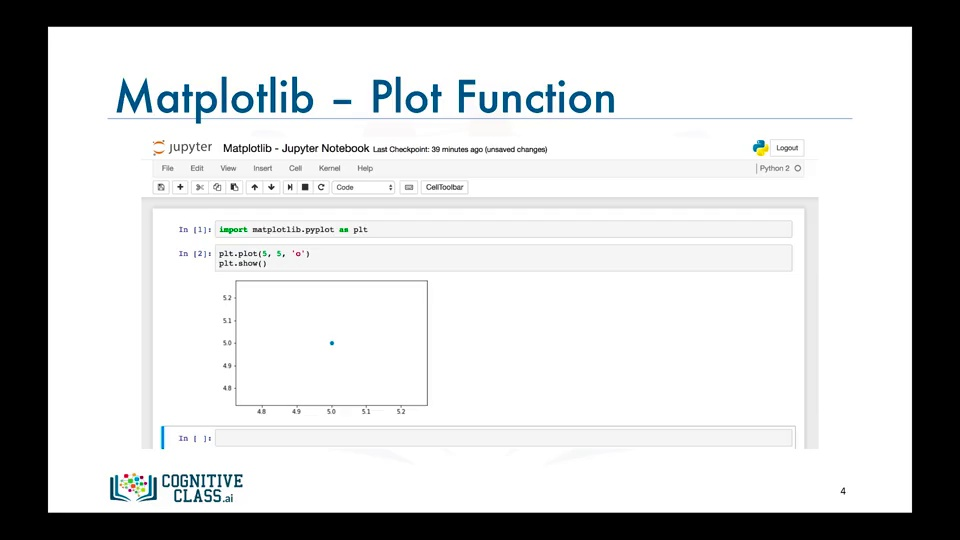 Matplotlib – Plot Function
jupyter Matplotlib - Jupyter Notebook Last Checkpoint: 39 minutes ago (unsaved changes) Logout
File Edit View Insert Cell Kernel Help Python 2
Code CellToolbar
In [1]: import matplotlib.pyplot as plt
In [2]: plt.plot(5, 5, 'o')
plt.show()
5.2
5.1
5.0
4.9
4.8
4.8 4.9 5.0 5.1 5.2
In [ ]:
COGNITIVE
CLASS.ai
4